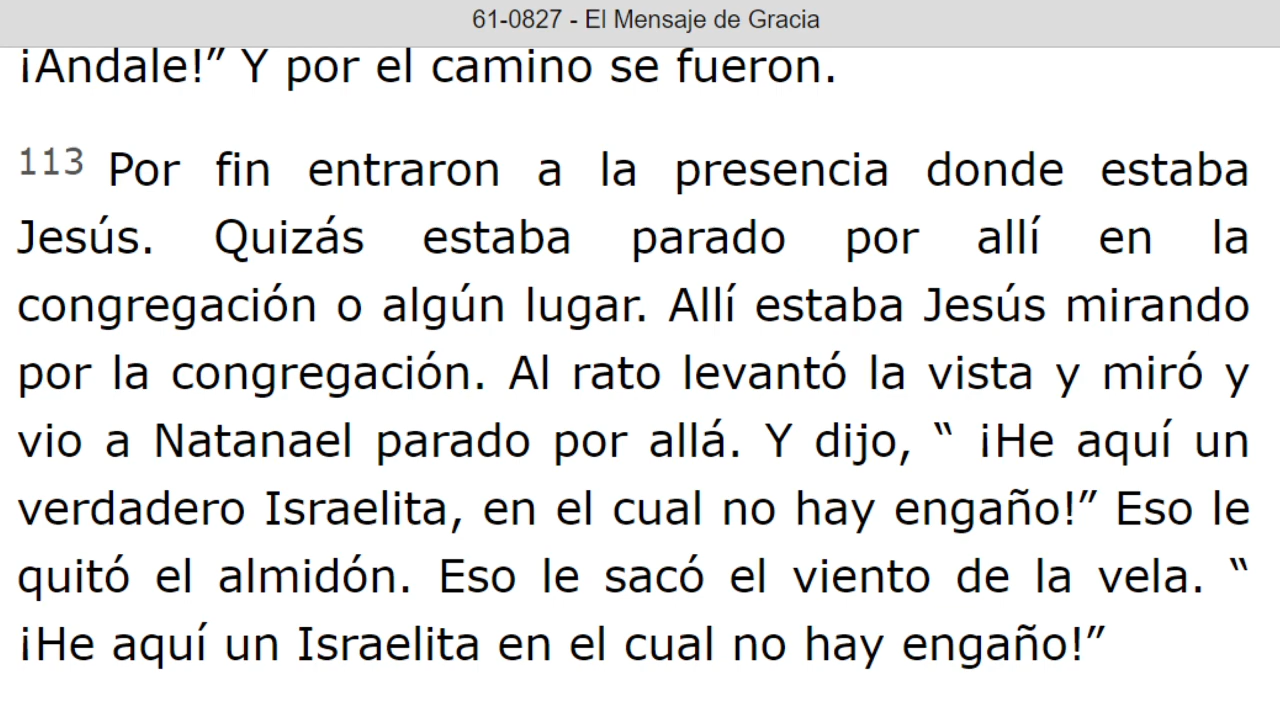 61-0827 - El Mensaje de Gracia
¡Andale!” Y por el camino se fueron.
113 Por fin entraron a la presencia donde estaba
Jesús. Quizás estaba parado por allí en la
congregación o algún lugar. Allí estaba Jesús mirando
por la congregación. Al rato levantó la vista y miró y
vio a Natanael parado por allá. Y dijo, “ ¡He aquí un
verdadero Israelita, en el cual no hay engaño!” Eso le
quitó el almidón. Eso le sacó el viento de la vela. “
¡He aquí un Israelita en el cual no hay engaño!”